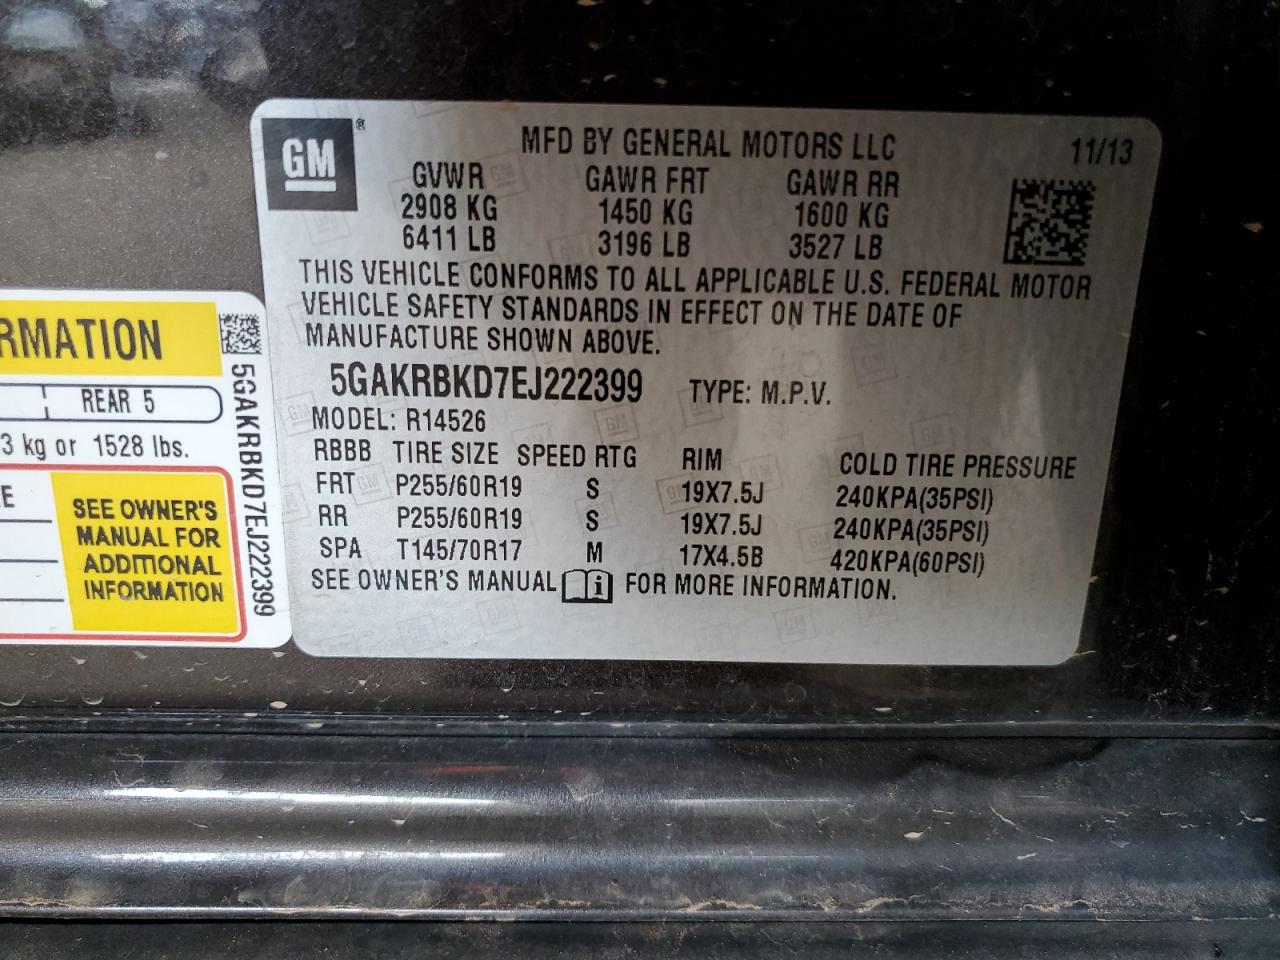 GM®
MFD BY GENERAL MOTORS LLC 11/13
GVWR GAWR FRT GAWR RR
2908 KG 1450 KG 1600 KG
6411 LB 3196 LB 3527 LB
THIS VEHICLE CONFORMS TO ALL APPLICABLE U.S. FEDERAL MOTOR
VEHICLE SAFETY STANDARDS IN EFFECT ON THE DATE OF
MANUFACTURE SHOWN ABOVE.
5GAKRBKD7EJ222399 TYPE: M.P.V.
MODEL: R14526
RBBB TIRE SIZE SPEED RTG RIM COLD TIRE PRESSURE
FRT P255/60R19 S 19X7.5J 240KPA(35PSI)
RR P255/60R19 S 19X7.5J 240KPA(35PSI)
SPA T145/70R17 M 17X4.5B 420KPA(60PSI)
SEE OWNER'S MANUAL i FOR MORE INFORMATION.
RMATION
REAR 5
3 kg or 1528 lbs.
SEE OWNER'S
MANUAL FOR
ADDITIONAL
INFORMATION
5GAKRBKD7EJ222399